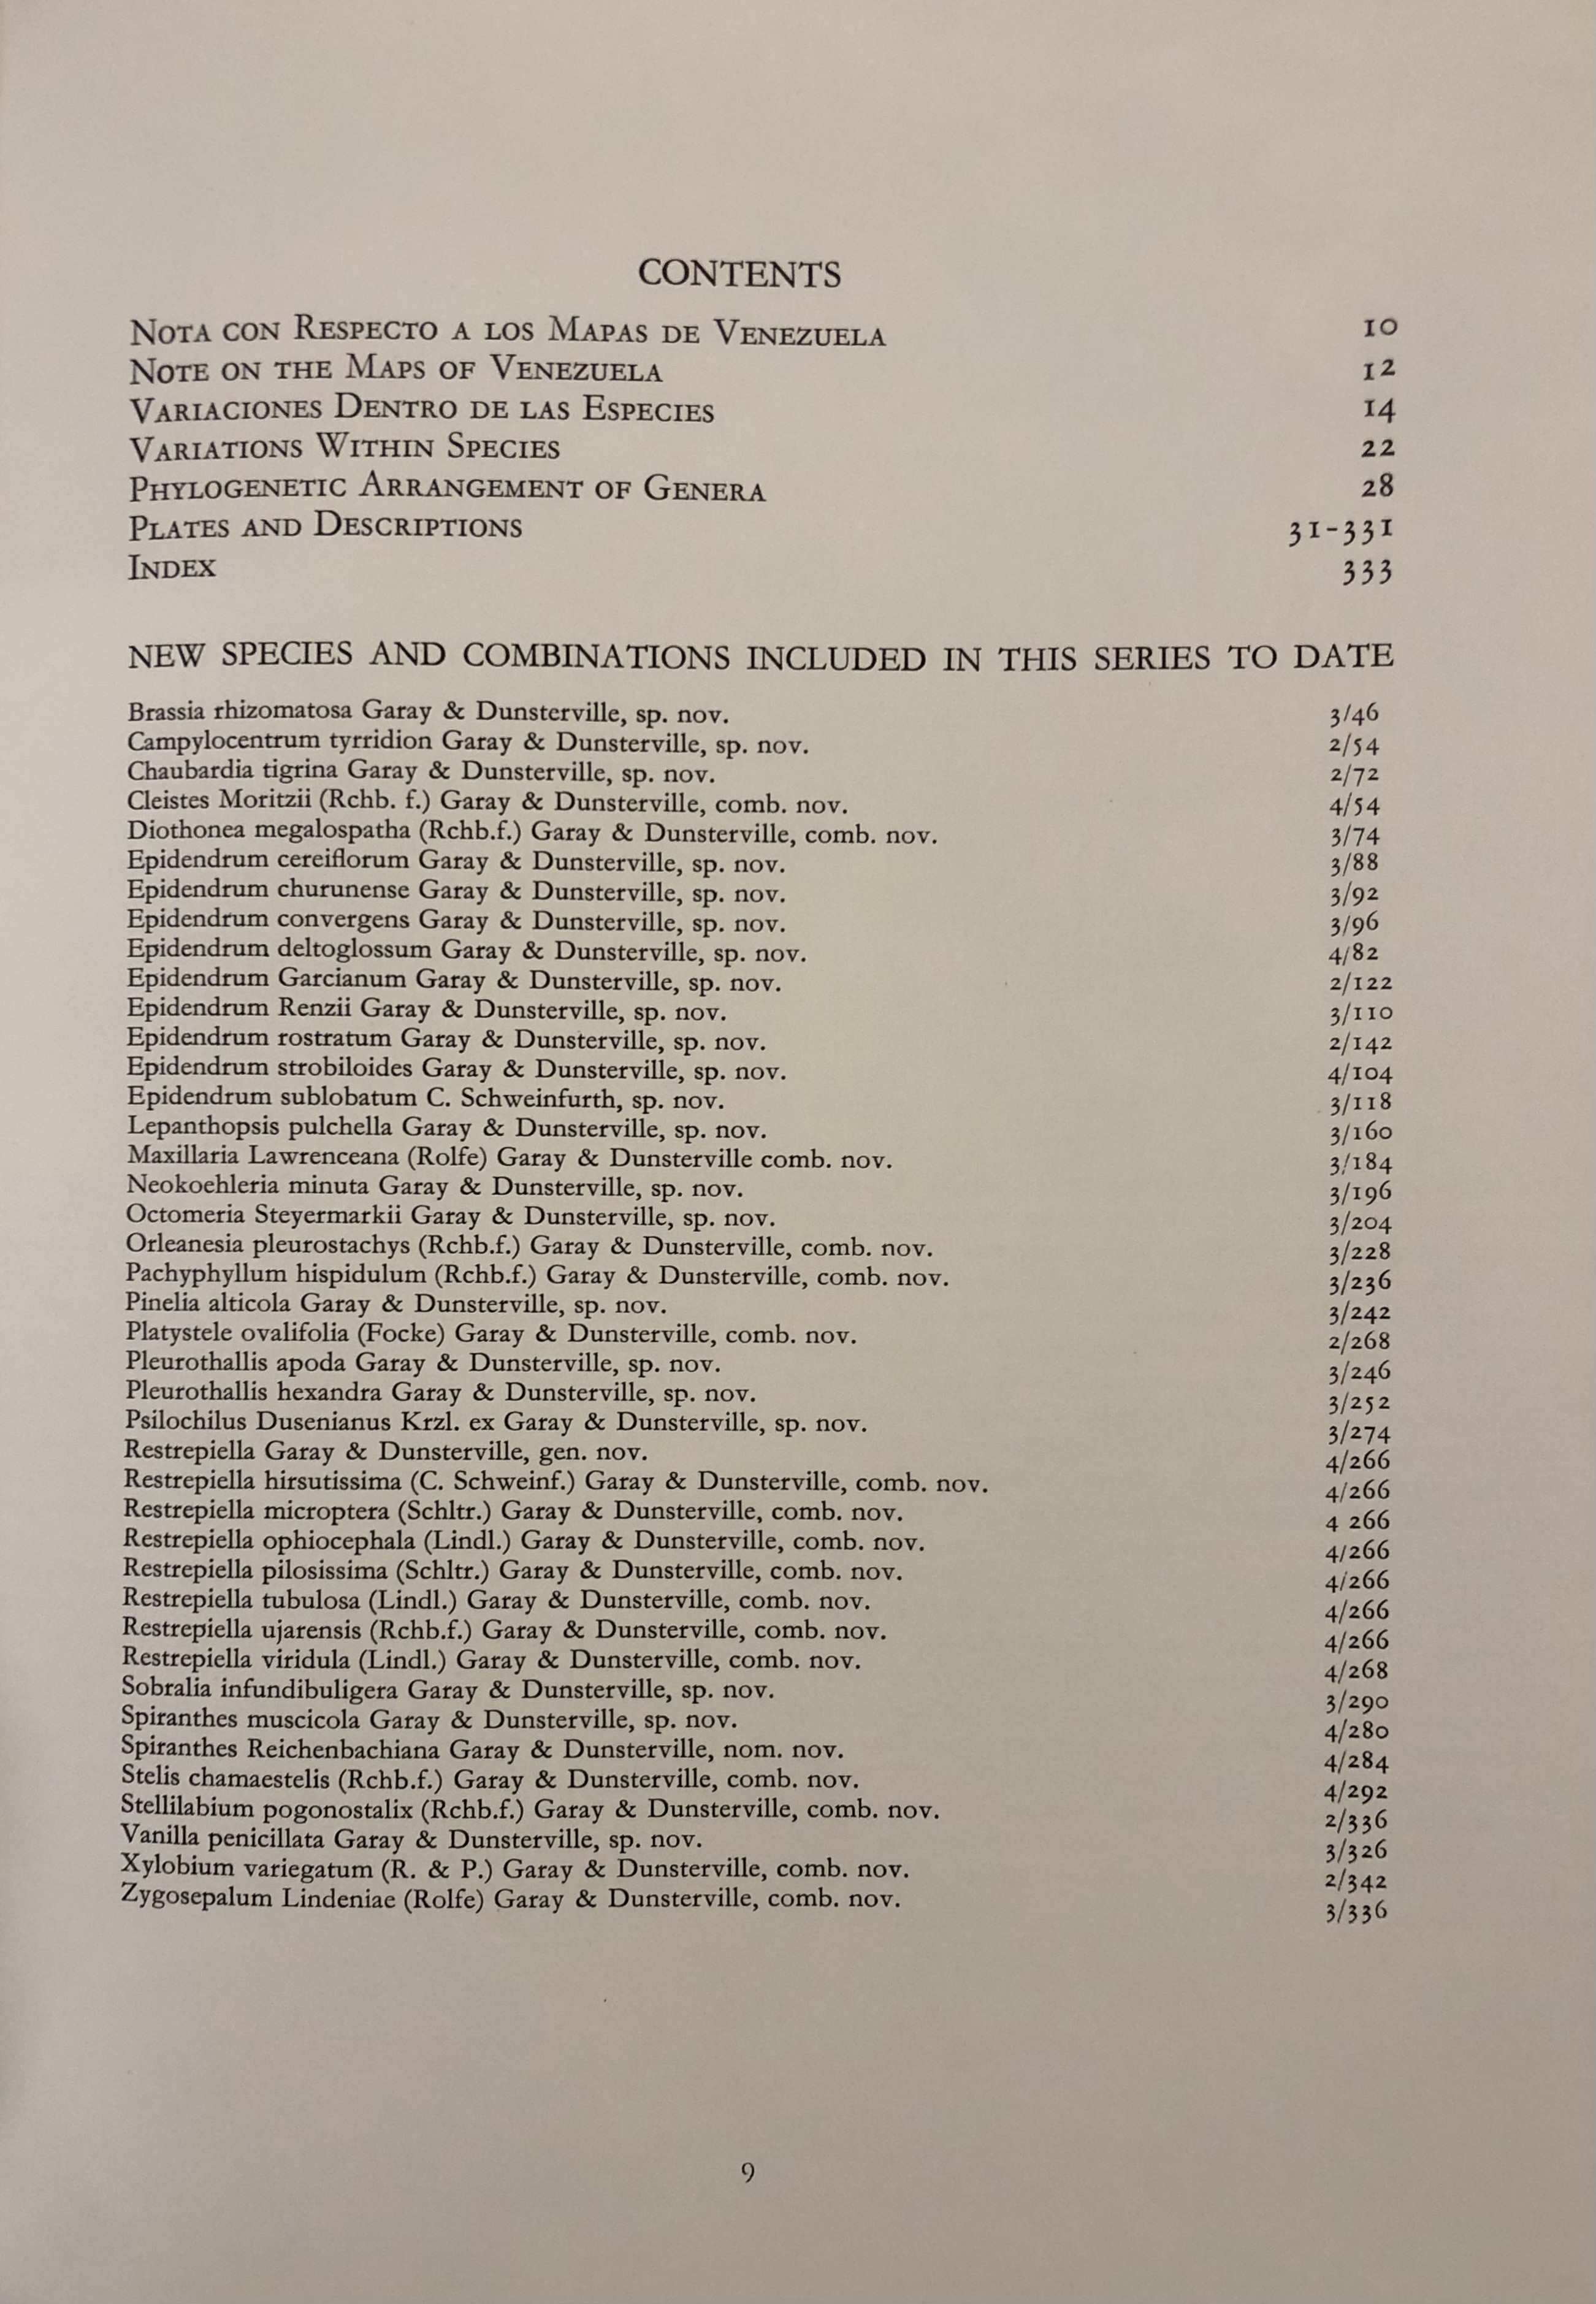 CONTENTS
NOTA CON RESPECTO A LOS MAPAS DE VENEZUELA 10
NOTE ON THE MAPS OF VENEZUELA 12
VARIACIONES DENTRO DE LAS ESPECIES 14
VARIATIONS WITHIN SPECIES 22
PHYLOGENETIC ARRANGEMENT OF GENERA 28
PLATES AND DESCRIPTIONS 31-331
INDEX 333
NEW SPECIES AND COMBINATIONS INCLUDED IN THIS SERIES TO DATE
Brassia rhizomatosa Garay & Dunsterville, sp. nov. 3/46
Campylocentrum tyrridion Garay & Dunsterville, sp. nov. 2/54
Chaubardia tigrina Garay & Dunsterville, sp. nov. 2/72
Cleistes Moritzii (Rchb. f.) Garay & Dunsterville, comb. nov. 4/54
Diothonea megalospatha (Rchb.f.) Garay & Dunsterville, comb. nov. 3/74
Epidendrum cereiflorum Garay & Dunsterville, sp. nov. 3/88
Epidendrum churunense Garay & Dunsterville, sp. nov. 3/92
Epidendrum convergens Garay & Dunsterville, sp. nov. 3/96
Epidendrum deltoglossum Garay & Dunsterville, sp. nov. 4/82
Epidendrum Garcianum Garay & Dunsterville, sp. nov. 2/122
Epidendrum Renzii Garay & Dunsterville, sp. nov. 3/110
Epidendrum rostratum Garay & Dunsterville, sp. nov. 2/142
Epidendrum strobiloides Garay & Dunsterville, sp. nov. 4/104
Epidendrum sublobatum C. Schweinfurth, sp. nov. 3/118
Lepanthopsis pulchella Garay & Dunsterville, sp. nov. 3/160
Maxillaria Lawrenceana (Rolfe) Garay & Dunsterville comb. nov. 3/184
Neokoehleria minuta Garay & Dunsterville, sp. nov. 3/196
Octomeria Steyermarkii Garay & Dunsterville, sp. nov. 3/204
Orleanesia pleurostachys (Rchb.f.) Garay & Dunsterville, comb. nov. 3/228
Pachyphyllum hispidulum (Rchb.f.) Garay & Dunsterville, comb. nov. 3/236
Pinelia alticola Garay & Dunsterville, sp. nov. 3/242
Platystele ovalifolia (Focke) Garay & Dunsterville, comb. nov. 2/268
Pleurothallis apoda Garay & Dunsterville, sp. nov. 3/246
Pleurothallis hexandra Garay & Dunsterville, sp. nov. 3/252
Psilochilus Dusenianus Krzl. ex Garay & Dunsterville, sp. nov. 3/274
Restrepiella Garay & Dunsterville, gen. nov. 4/266
Restrepiella hirsutissima (C. Schweinf.) Garay & Dunsterville, comb. nov. 4/266
Restrepiella microptera (Schltr.) Garay & Dunsterville, comb. nov. 4 266
Restrepiella ophiocephala (Lindl.) Garay & Dunsterville, comb. nov. 4/266
Restrepiella pilosissima (Schltr.) Garay & Dunsterville, comb. nov. 4/266
Restrepiella tubulosa (Lindl.) Garay & Dunsterville, comb. nov. 4/266
Restrepiella ujarensis (Rchb.f.) Garay & Dunsterville, comb. nov. 4/266
Restrepiella viridula (Lindl.) Garay & Dunsterville, comb. nov. 4/268
Sobralia infundibuligera Garay & Dunsterville, sp. nov. 3/290
Spiranthes muscicola Garay & Dunsterville, sp. nov. 4/280
Spiranthes Reichenbachiana Garay & Dunsterville, nom. nov. 4/284
Stelis chamaestelis (Rchb.f.) Garay & Dunsterville, comb. nov. 4/292
Stellilabium pogonostalix (Rchb.f.) Garay & Dunsterville, comb. nov. 2/336
Vanilla penicillata Garay & Dunsterville, sp. nov. 3/326
Xylobium variegatum (R. & P.) Garay & Dunsterville, comb. nov. 2/342
Zygosepalum Lindeniae (Rolfe) Garay & Dunsterville, comb. nov. 3/336
9